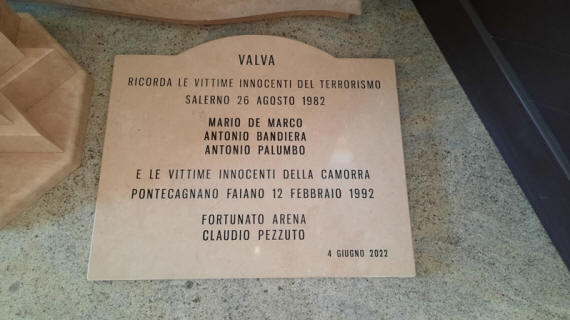 VALVA
RICORDA LE VITTIME INNOCENTI DEL TERRORISMO
SALERNO 26 AGOSTO 1982
MARIO DE MARCO
ANTONIO BANDIERA
ANTONIO PALUMBO
E LE VITTIME INNOCENTI DELLA CAMORRA
PONTECAGNANO FAIANO 12 FEBBRAIO 1992
FORTUNATO ARENA
CLAUDIO PEZZUTO
4 GIUGNO 2022